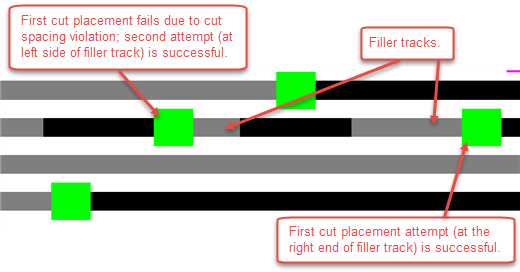 First cut placement fails due to cut
spacing violation; second attempt (at
left side of filler track) is successful.
Filler tracks.
First cut placement attempt (at the
right end of filler track) is successful.